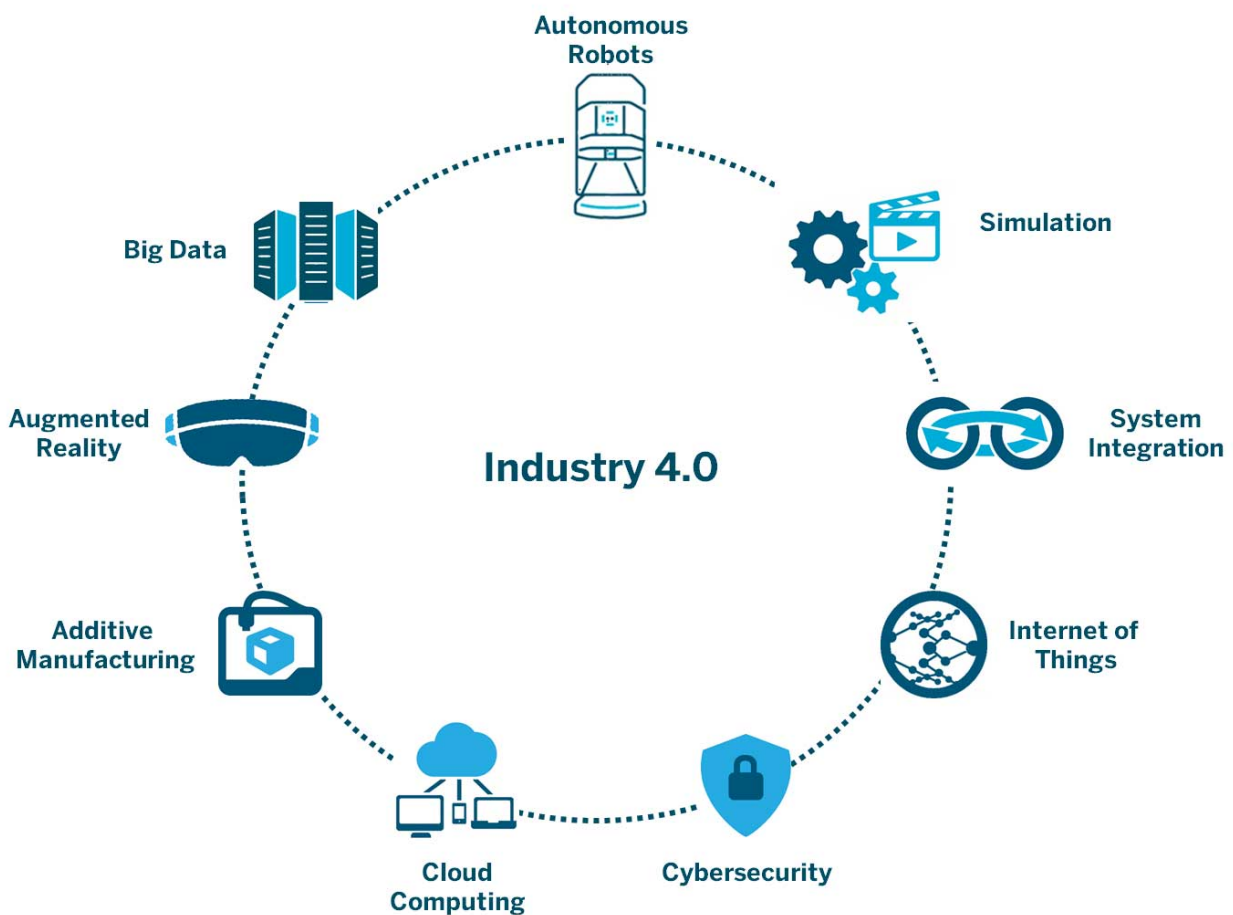 Autonomous
Robots
Simulation
Big Data
System
Integration
Augmented
Reality
Industry 4.0
Internet of
Things
Additive
Manufacturing
Cybersecurity
Cloud
Computing